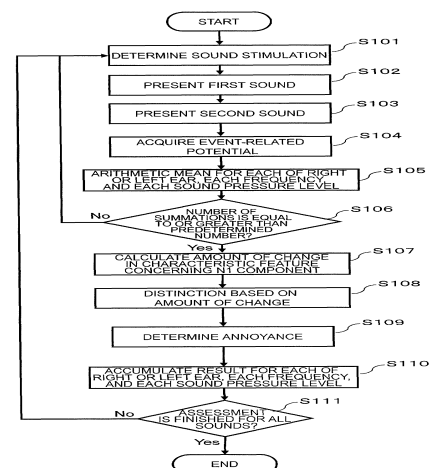 START
DETERMINE SOUND STIMULATION
S101
PRESENT FIRST SOUND
S102
PRESENT SECOND SOUND
S103
ACQUIRE EVENT-RELATED
POTENTIAL
S104
ARITHMETIC MEAN FOR EACH OF RIGHT
OR LEFT EAR, EACH FREQUENCY,
AND EACH SOUND PRESSURE LEVEL
S105
NUMBER OF
SUMMATIONS IS EQUAL
TO OR GREATER THAN
PREDETERMINED
NUMBER?
S106
No
Yes
CALCULATE AMOUNT OF CHANGE
IN CHARACTERISTIC FEATURE
CONCERNING N1 COMPONENT
S107
DISTINCTION BASED ON
AMOUNT OF CHANGE
S108
DETERMINE ANNOYANCE
S109
ACCUMULATE RESULT FOR EACH OF
RIGHT OR LEFT EAR, EACH FREQUENCY,
AND EACH SOUND PRESSURE LEVEL
S110
ASSESSMENT
IS FINISHED FOR ALL
SOUNDS?
S111
No
Yes
END